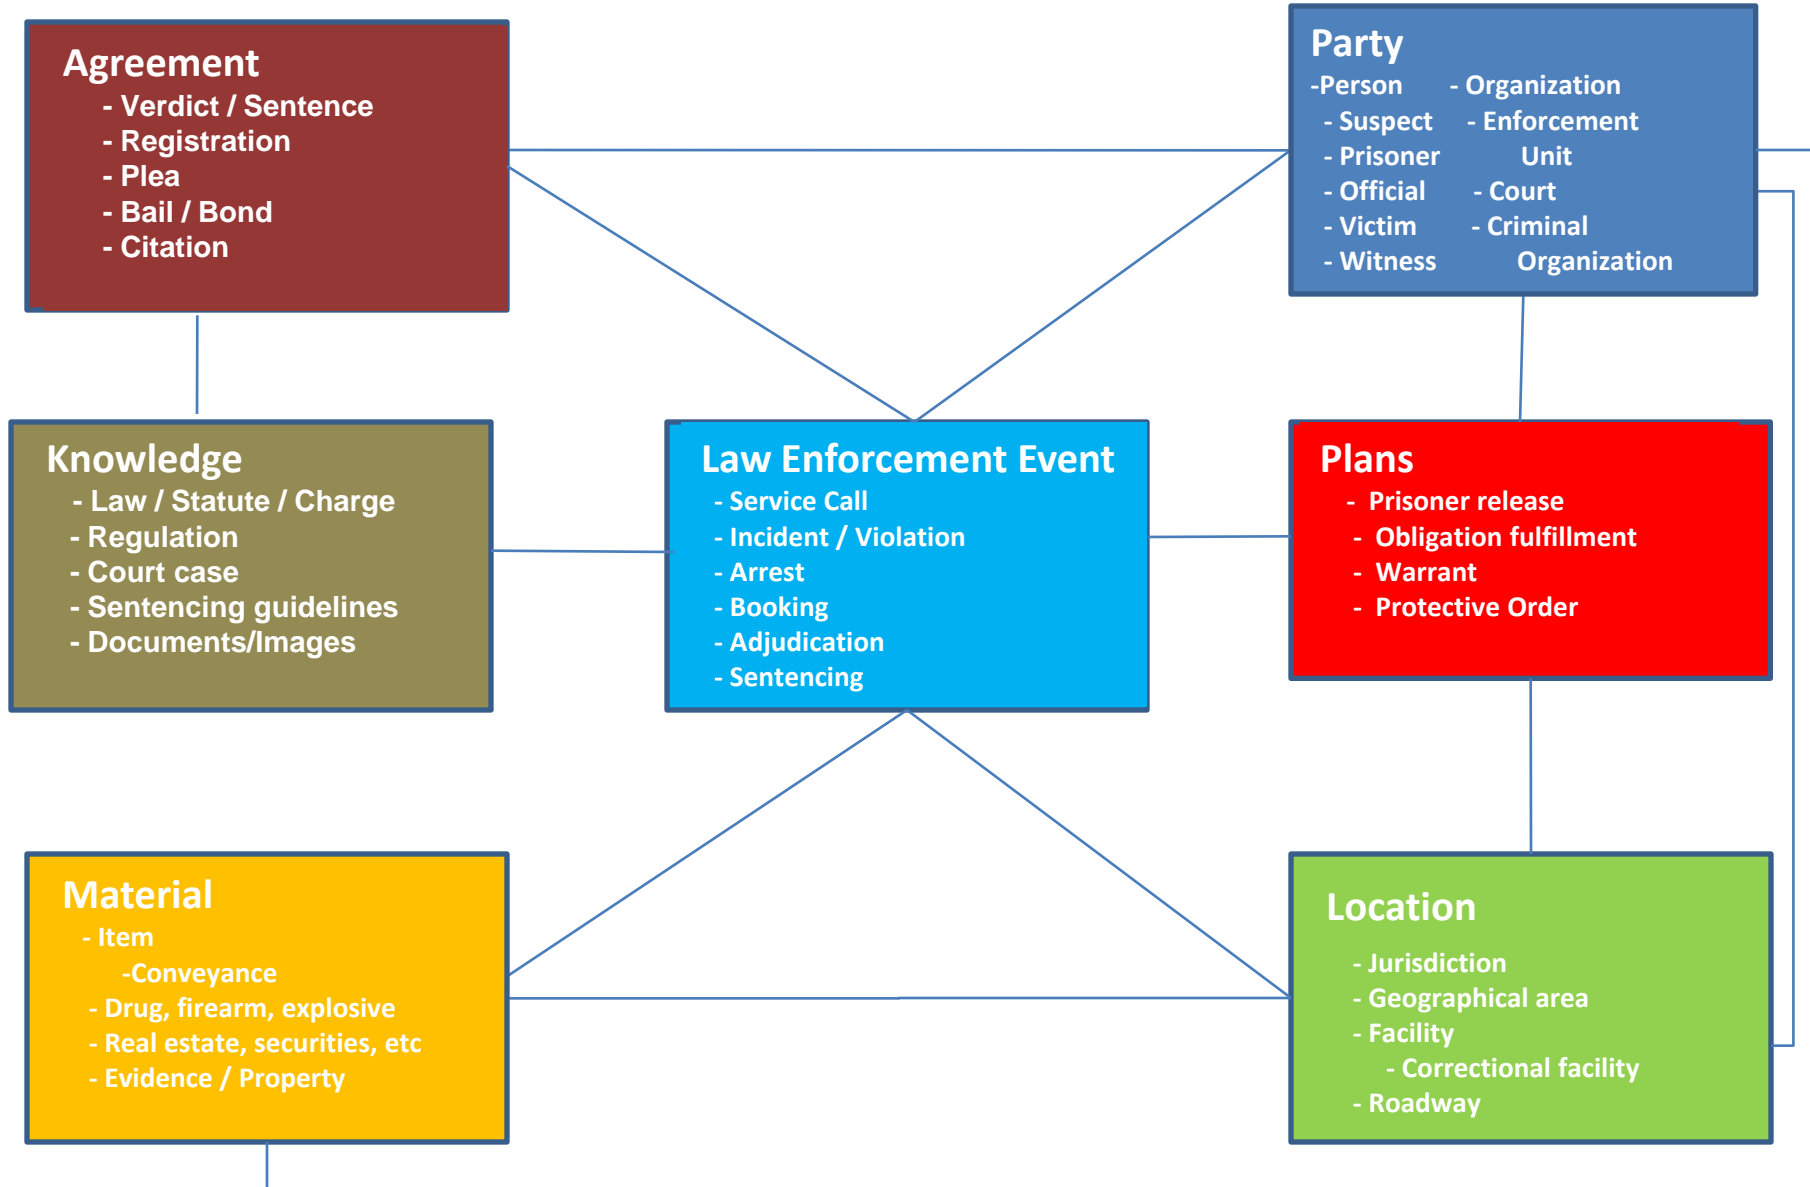 Agreement
- Verdict / Sentence
- Registration
- Plea
- Bail / Bond
- Citation
Party
-Person - Organization
- Suspect - Enforcement
- Prisoner Unit
- Official - Court
- Victim - Criminal
- Witness Organization
Knowledge
- Law / Statute / Charge
- Regulation
- Court case
- Sentencing guidelines
- Documents/Images
Law Enforcement Event
- Service Call
- Incident / Violation
- Arrest
- Booking
- Adjudication
- Sentencing
Plans
- Prisoner release
- Obligation fulfillment
- Warrant
- Protective Order
Material
- Item
-Conveyance
- Drug, firearm, explosive
- Real estate, securities, etc
- Evidence / Property
Location
- Jurisdiction
- Geographical area
- Facility
- Correctional facility
- Roadway